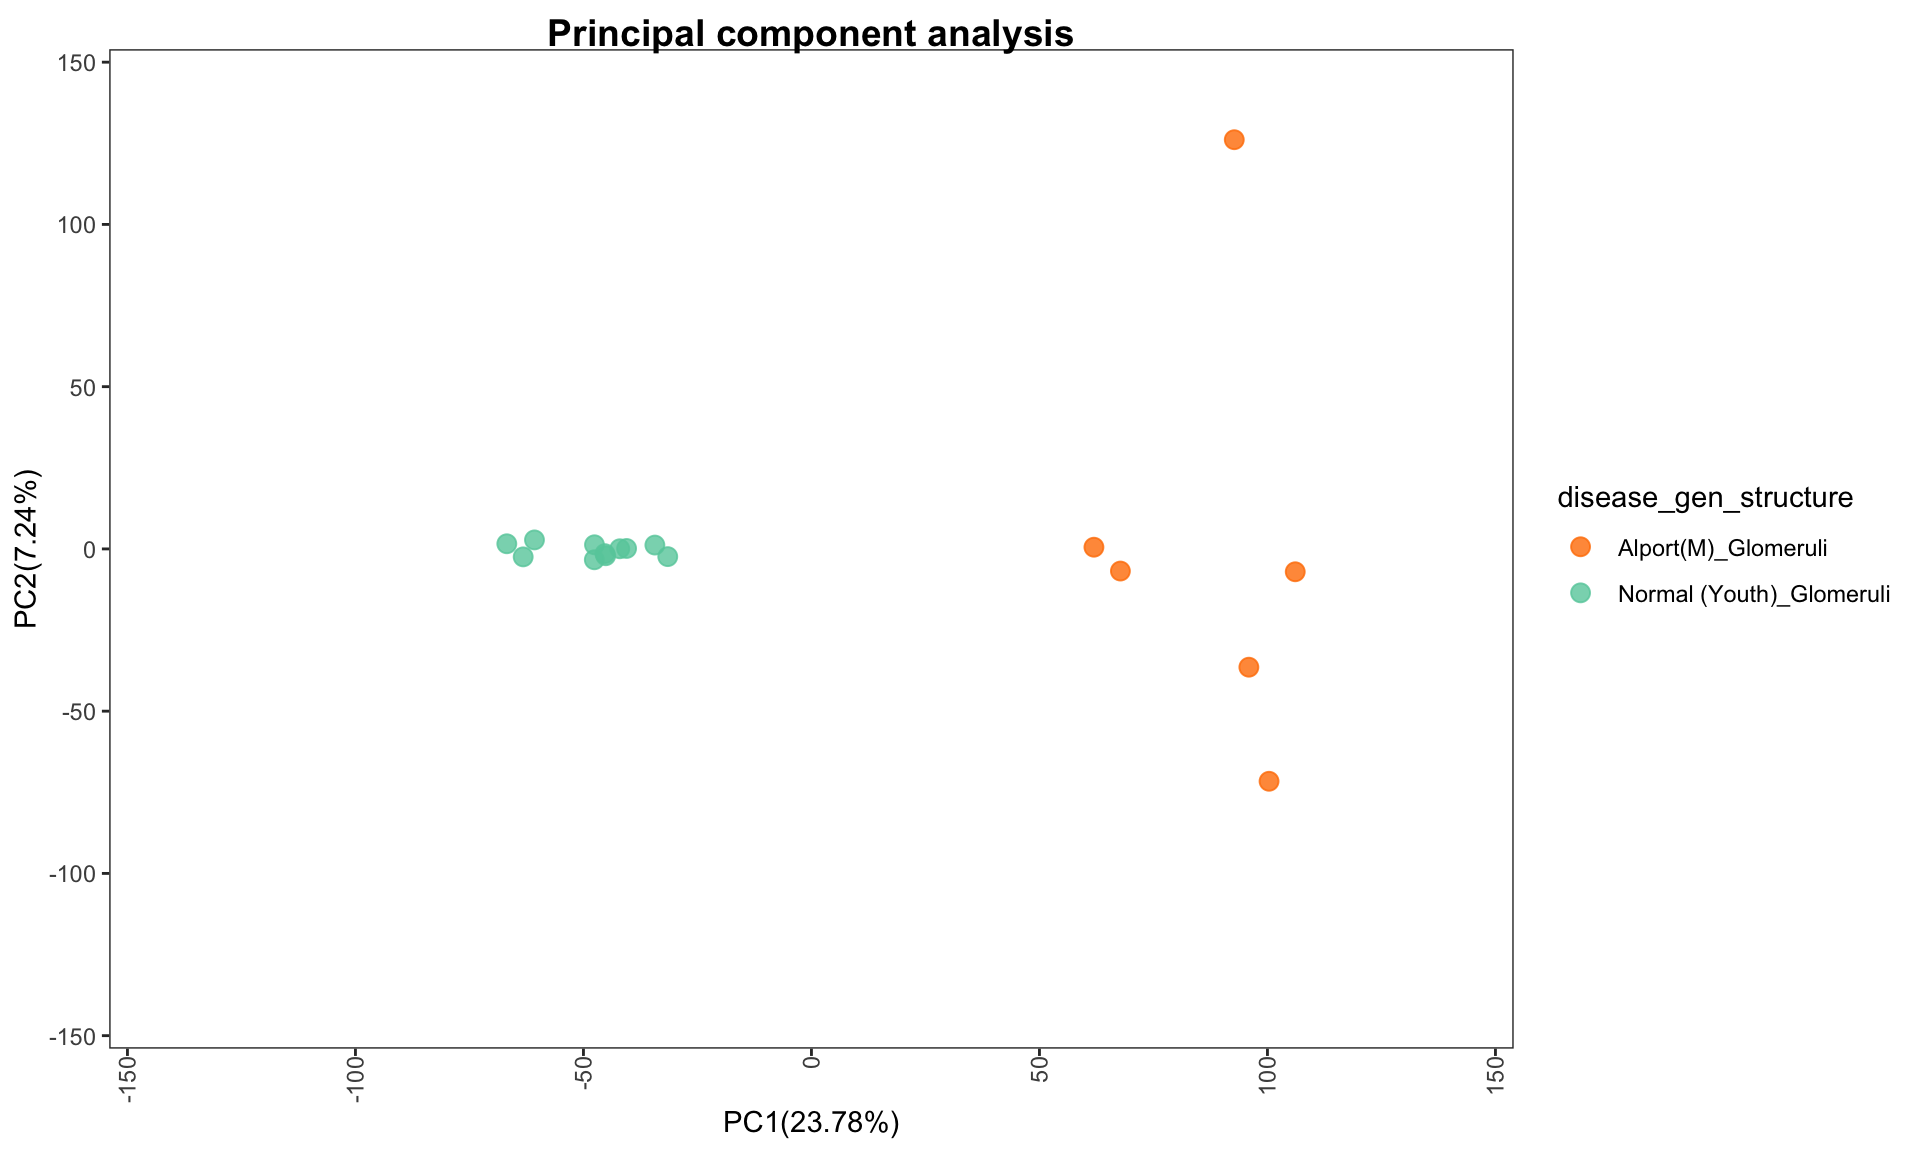 Principal component analysis
150
100
50
0
-50
-100
-150
PC2(7.24%)
-150
-100
-50
0
50
100
150
PC1(23.78%)
disease_gen_structure
Alport(M)_Glomeruli
Normal (Youth)_Glomeruli